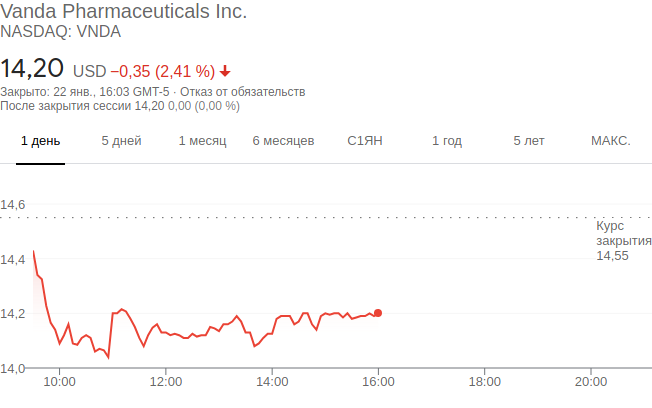 Vanda Pharmaceuticals Inc.
NASDAQ: VNDA
14,20 USD −0,35 (2,41 %)
Закрыто: 22 янв., 16:03 GMT-5 · Отказ от обязательств
После закрытия сессии 14,20 0,00 (0,00 %)
1 день 5 дней 1 месяц 6 месяцев С1ЯН 1 год 5 лет МАКС.
14,6
Курс
закрытия
14,55
14,4
14,2
14,0
10:00 12:00 14:00 16:00 18:00 20:00